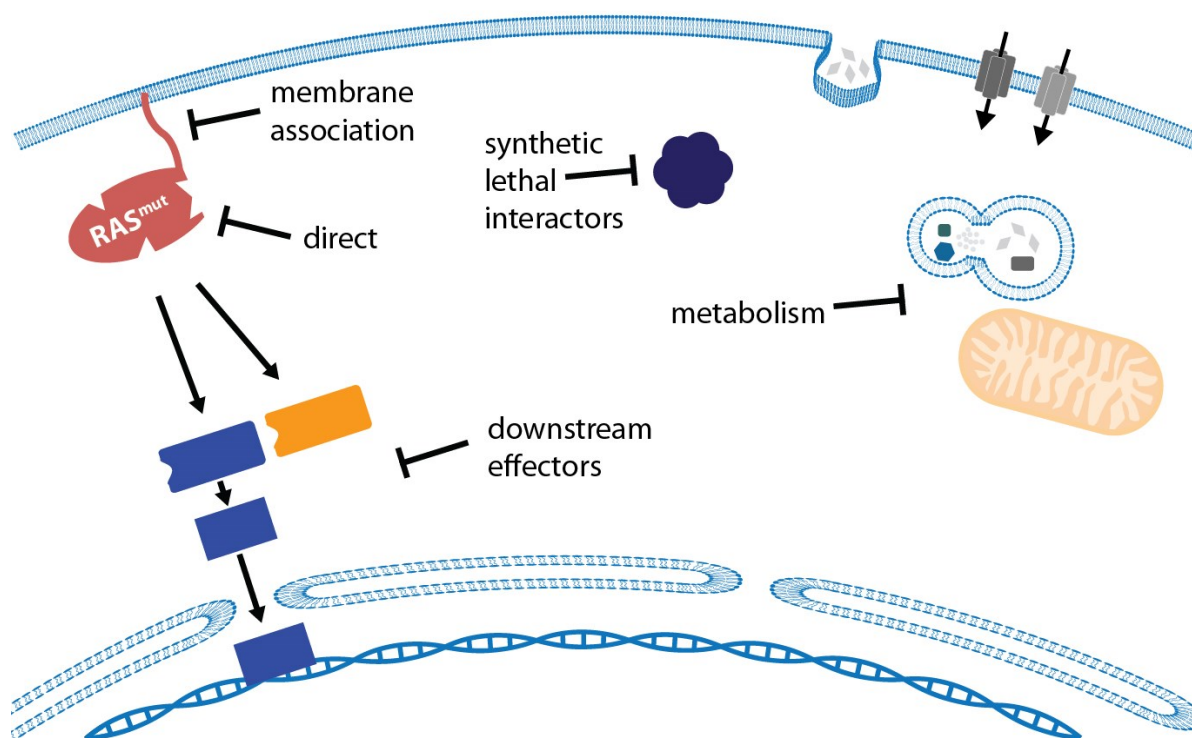 membrane
association
RASmut
direct
synthetic
lethal
interactors
metabolism
downstream
effectors